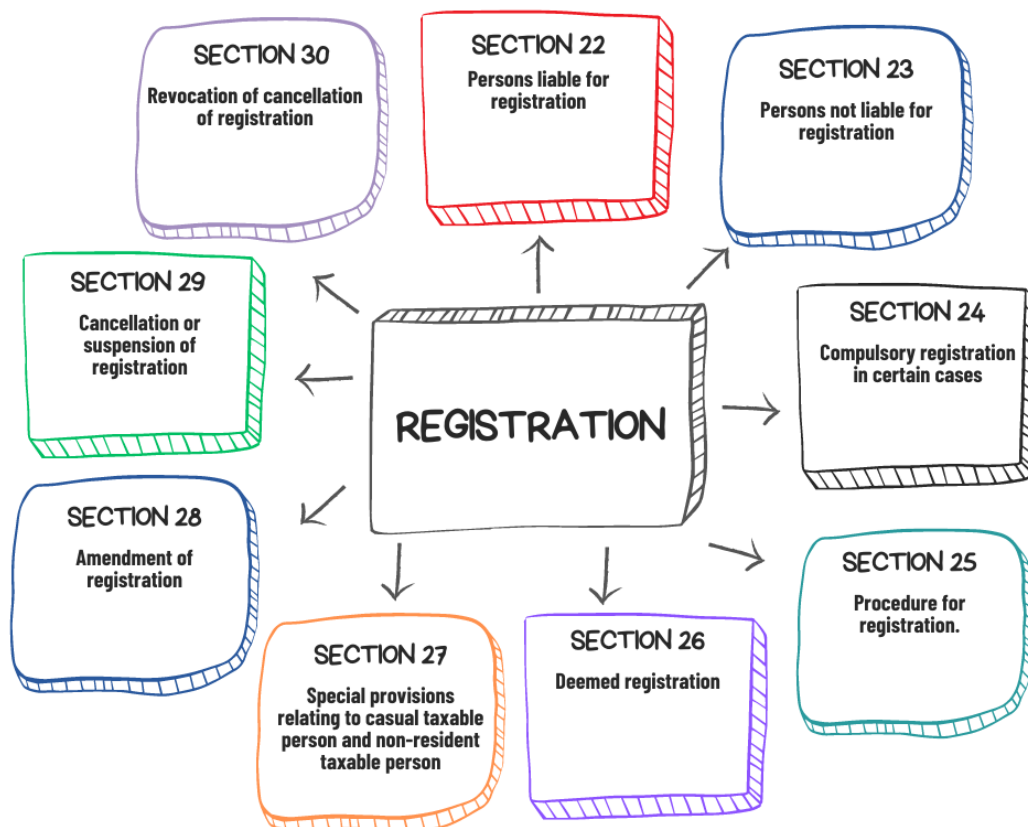 SECTION 30
Revocation of cancellation
of registration
SECTION 22
Persons liable for
registration
SECTION 23
Persons not liable for
registration
SECTION 29
Cancellation or
suspension of
registration
REGISTRATION
SECTION 24
Compulsory registration
in certain cases
SECTION 28
Amendment of
registration
SECTION 27
Special provisions
relating to casual taxable
person and non-resident
taxable person
SECTION 26
Deemed registration
SECTION 25
Procedure for
registration.